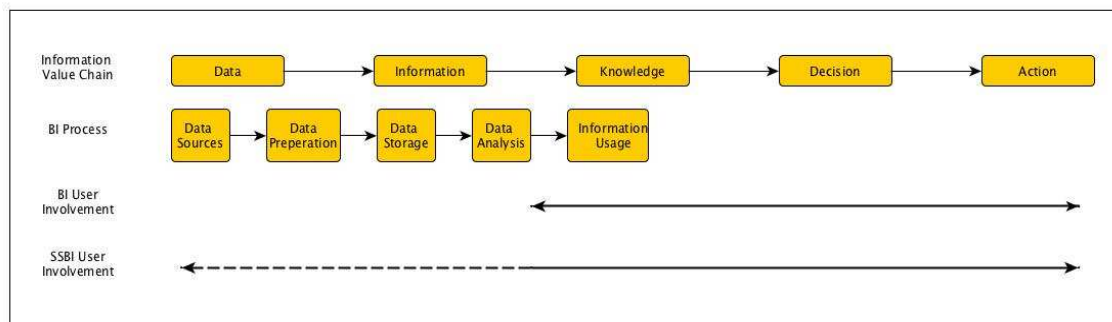 Information
Value Chain
Data
Information
Knowledge
Decision
Action
BI Process
Data
Sources
Data
Preperation
Data
Storage
Data
Analysis
Information
Usage
BI User
Involvement
SSBI User
Involvement